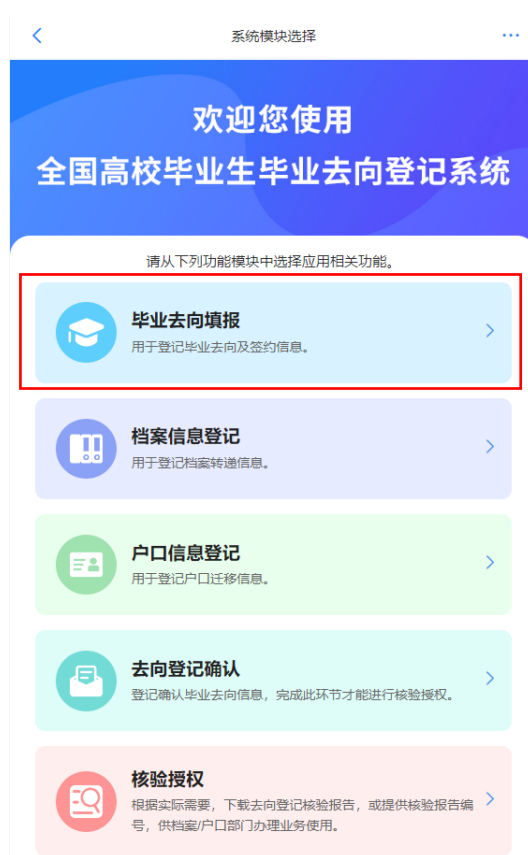 系统模块选择
欢迎您使用
全国高校毕业生毕业去向登记系统
请从下列功能模块中选择应用相关功能。
毕业去向填报
用于登记毕业去向及签约信息。
档案信息登记
用于登记档案转递信息。
户口信息登记
用于登记户口迁移信息。
去向登记确认
登记确认毕业去向信息，完成此环节才能进行核验授权。
核验授权
根据实际需要，下载去向登记核验报告，或提供核验报告编
号，供档案/户口部门办理业务使用。